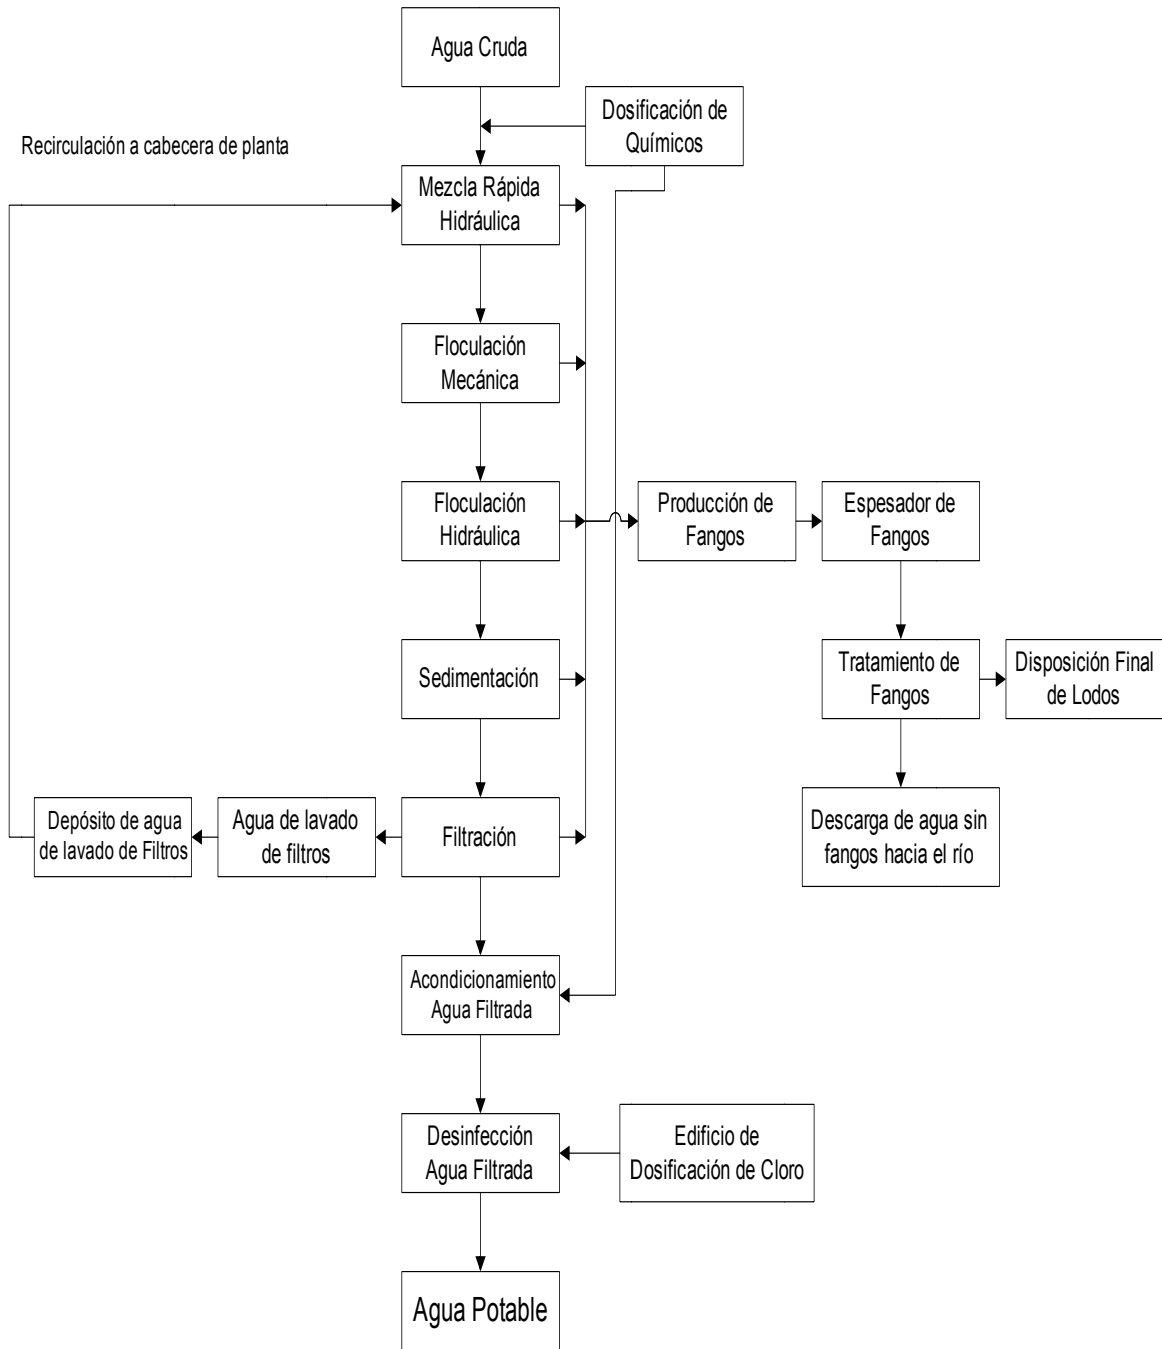 Agua Cruda
Dosificación de
Químicos
Recirculación a cabecera de planta
Mezcla Rápida
Hidráulica
Floculación
Mecánica
Floculación
Hidráulica
Producción de
Fangos
Espesador de
Fangos
Sedimentación
Tratamiento de
Fangos
Disposición Final
de Lodos
Depósito de agua
de lavado de Filtros
Agua de lavado
de filtros
Filtración
Descarga de agua sin
fangos hacia el río
Acondicionamiento
Agua Filtrada
Desinfección
Agua Filtrada
Edificio de
Dosificación de Cloro
Agua Potable